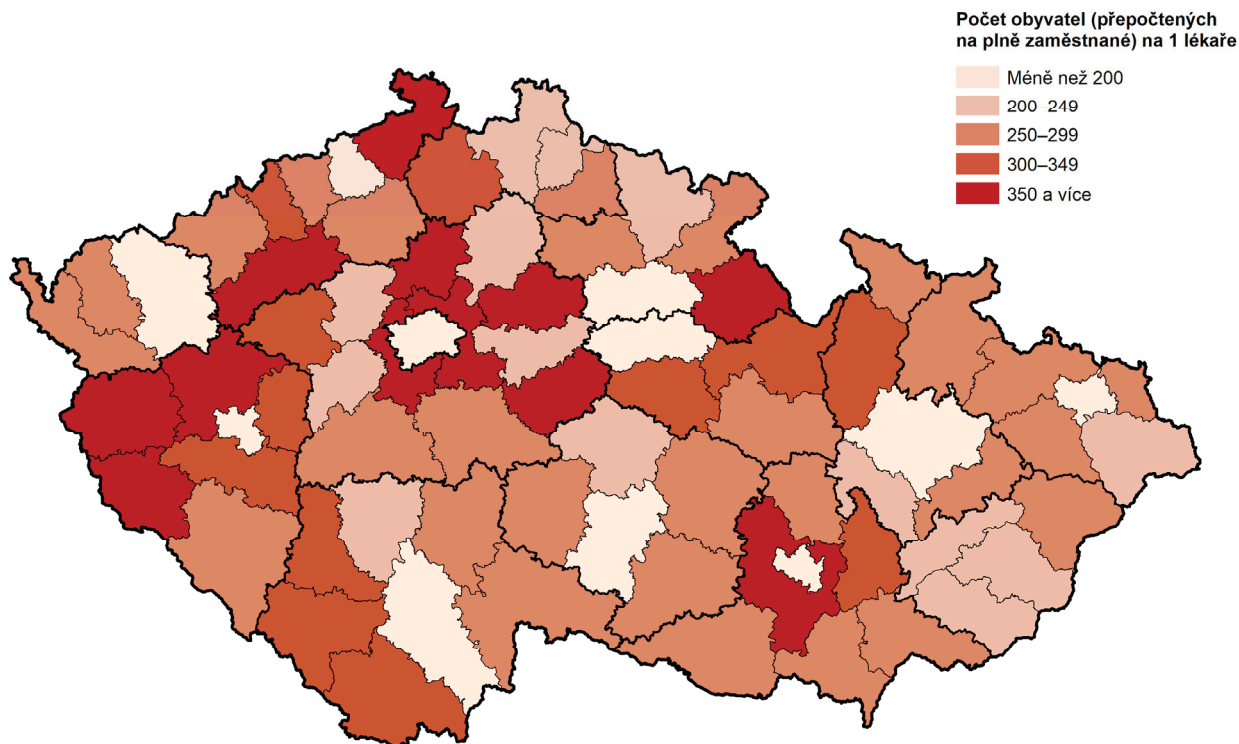 Počet obyvatel (přepočtených
na plně zaměstnané) na 1 lékaře
Méně než 200
200–249
250–299
300–349
350 a více